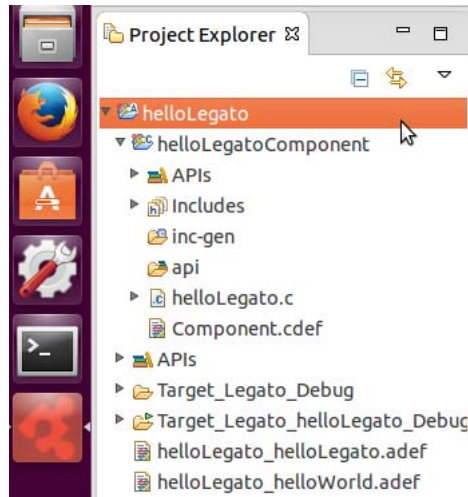 Project Explorer
helloLegato
helloLegatoComponent
APIs
Includes
inc-gen
api
helloLegato.c
Component.cdef
APIs
Target_Legato_Debug
Target_Legato_helloLegato_Debug
helloLegato_helloLegato.adef
helloLegato_helloWorld.adef